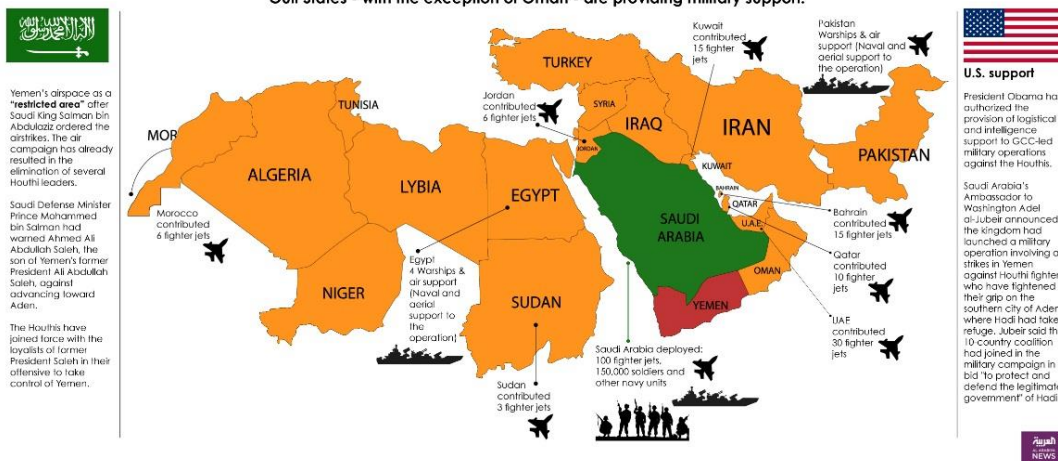 Gulf States - with the exception of Oman - are providing military support.
Yemen's airspace as a
"restricted area" after
Saudi King Salman bin
Abdulaziz ordered the
airstrikes. The air
campaign has already
resulted in the
elimination of several
Houthi leaders.
Saudi Defense Minister
Prince Mohammed
bin Salman had
warned Ahmed Ali
Abdullah Saleh, the
son of Yemen's former
President Ali Abdullah
Saleh, against
advancing toward
Aden.
The Houthis have
joined force with the
loyalists of former
President Saleh in their
offensive to take
control of Yemen.
MOR
ALGERIA
TUNISIA
LYBIA
NIGER
EGYPT
SUDAN
TURKEY
SYRIA
IRAQ
JORDAN
IRAN
KUWAIT
PAKISTAN
SAUDI
ARABIA
BAHRAIN
QATAR
U.A.E
OMAN
YEMEN
Morocco
contributed
6 fighter jets
Egypt
4 Warships &
air support
(Naval and
aerial
support to
the
operation)
Sudan
contributed
3 fighter jets
Jordan
contributed
6 fighter jets
Kuwait
contributed
15 fighter
jets
Pakistan
Warships & air
support (Naval and
aerial support to
the operation)
Bahrain
contributed
15 fighter jets
Qatar
contributed
10 fighter
jets
UAE
contributed
30 fighter
jets
Saudi Arabia deployed:
100 fighter jets,
150,000 soldiers and
other navy units
U.S. support
President Obama ha
authorized the
provision of logistical
and intelligence
support to GCC-led
military operations
against the Houthis.
Saudi Arabia's
Ambassador to
Washington Adel
al-Jubeir announced
the kingdom had
launched a military
operation involving a
strikes in Yemen
against Houthi fighter
who have tightened
their grip on the
southern city of Aden
where Hadi had take
refuge. Jubeir said th
10-country coalition
had joined in the
military campaign in
bid "to protect and
defend the legitimate
government" of Hadi
العربية
AL ARABIYA
NEWS